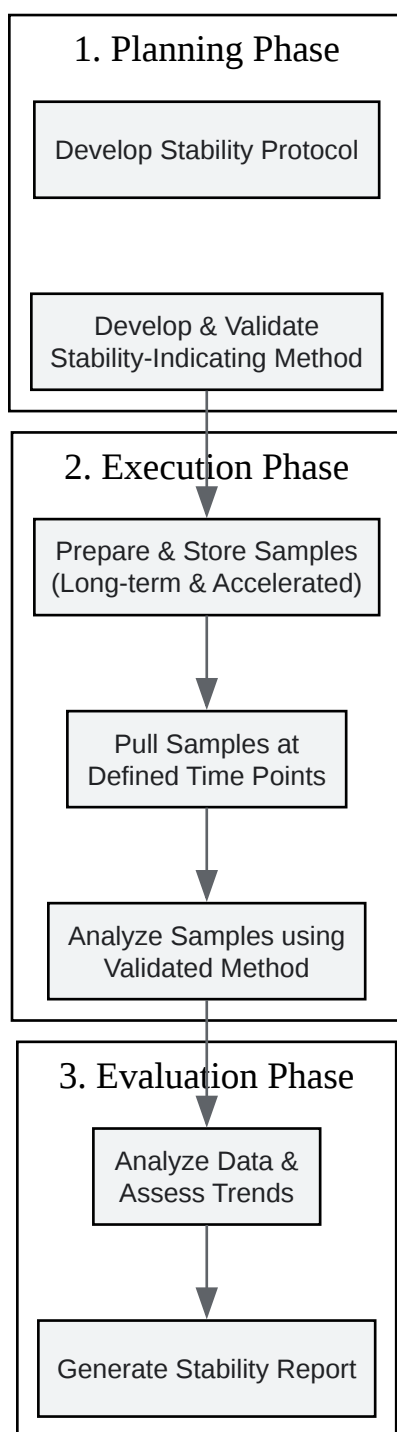 1. Planning Phase
Develop Stability Protocol
Develop & Validate
Stability-Indicating Method
2. Execution Phase
Prepare & Store Samples
(Long-term & Accelerated)
Pull Samples at
Defined Time Points
Analyze Samples using
Validated Method
3. Evaluation Phase
Analyze Data &
Assess Trends
Generate Stability Report